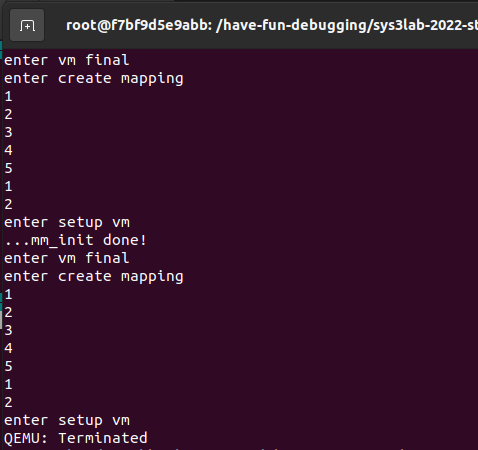 root@f7bf9d5e9abb: /have-fun-debugging/sys3lab-2022-st
enter vm final
enter create mapping
1
2
3
4
5
1
2
enter setup vm
...mm_init done!
enter vm final
enter create mapping
1
2
3
4
5
1
2
enter setup vm
QEMU: Terminated